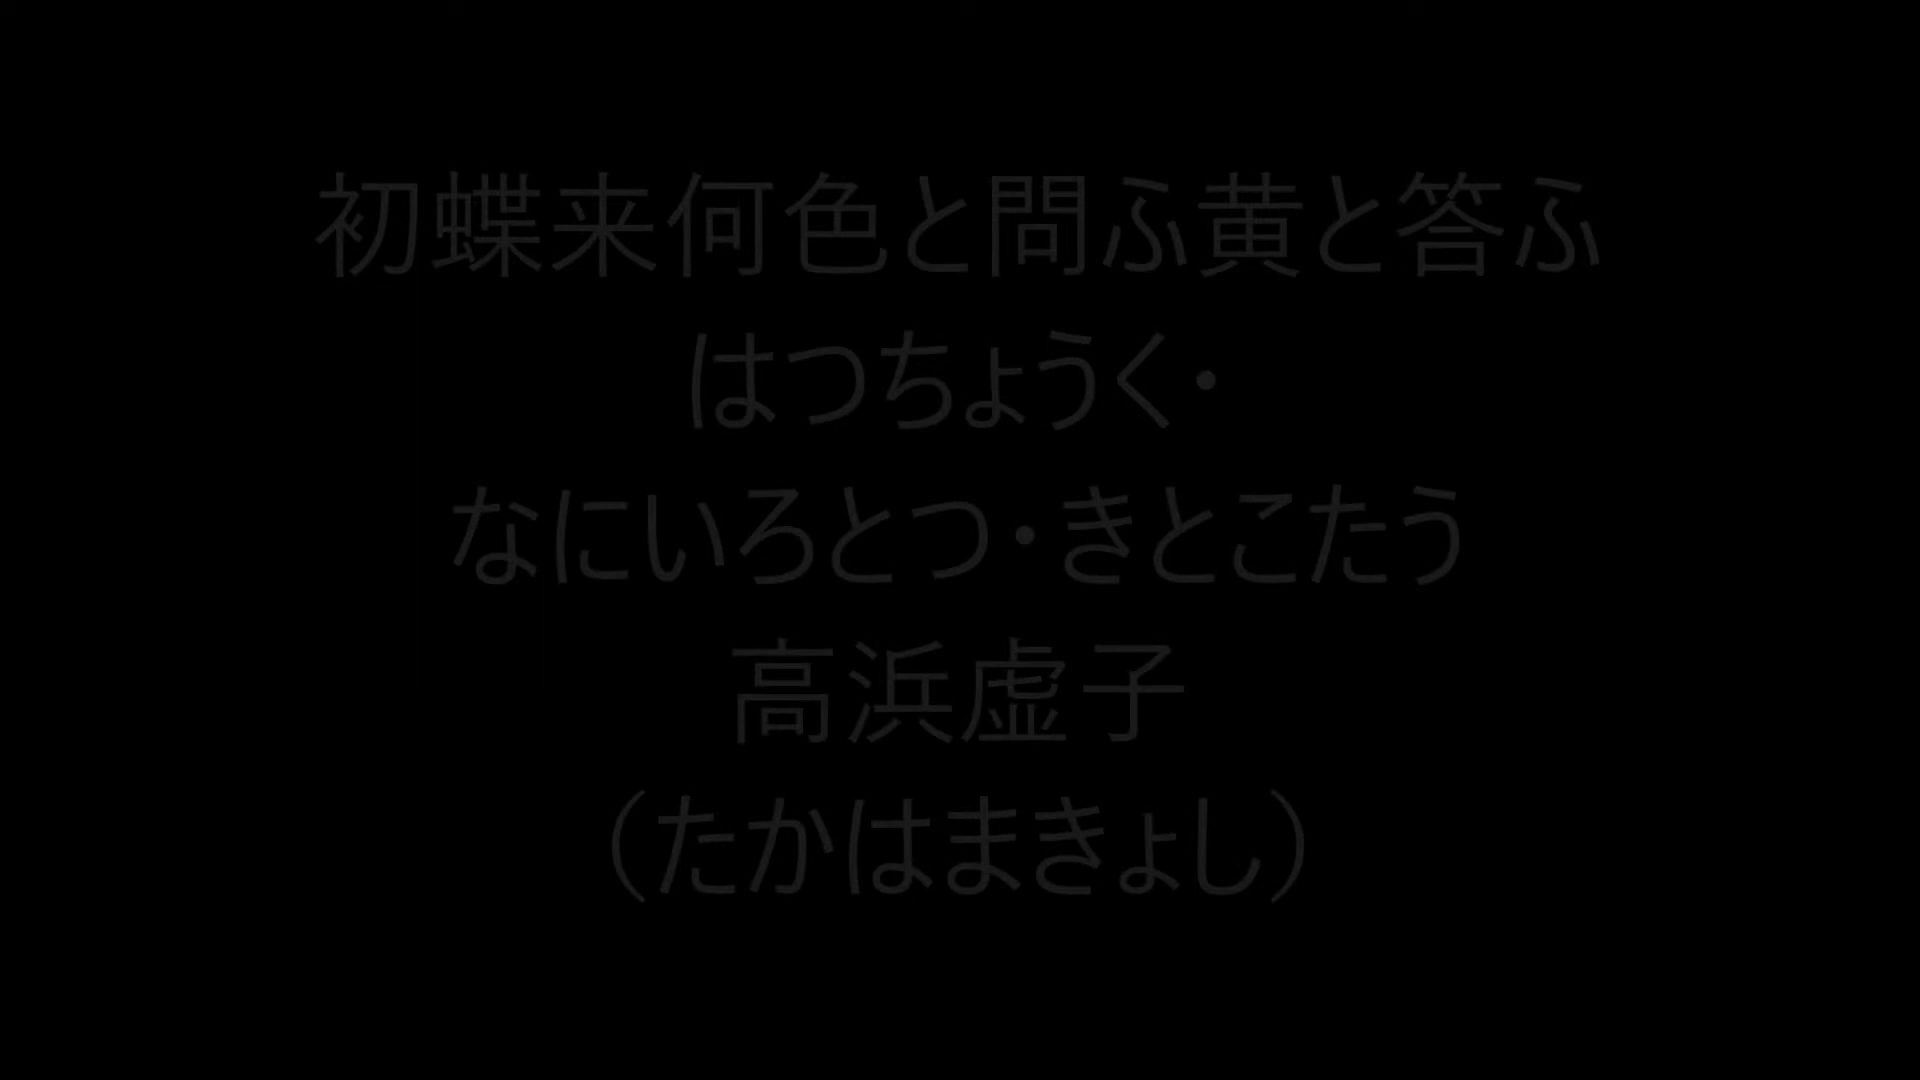 初蝶来何色と問ふ黄と答ふ
はつちょうく・
なにいろとつ・きとこたう
高浜虚子
（たかはまきょし）